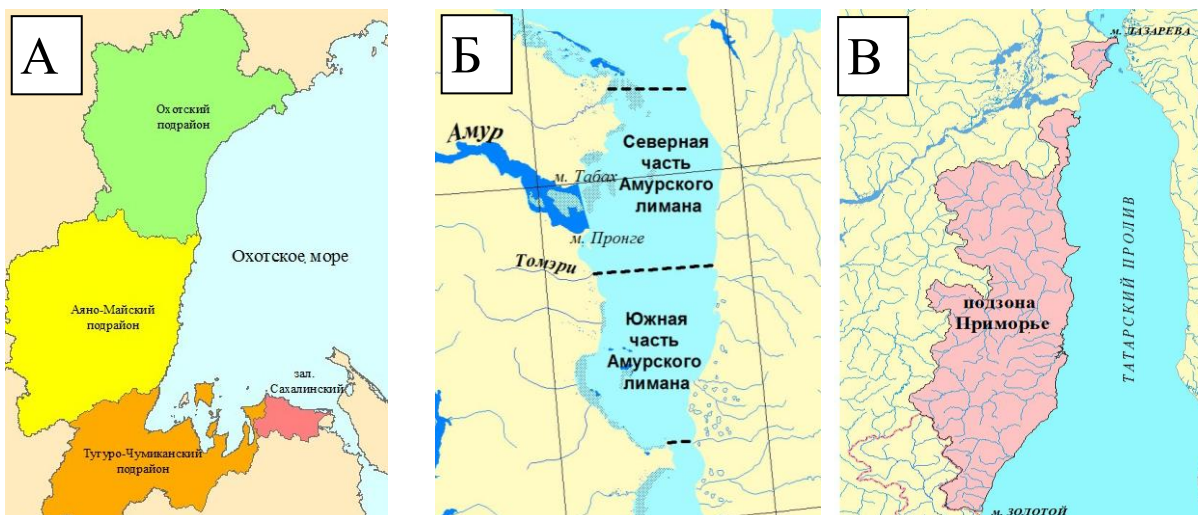 А
Охотский
подрайон
Охотское море
Аяно-Майский
подрайон
зал.
Сахалинский
Тугуро-Чумиканский
подрайон
Б
Амур
Северная
часть
Амурского
лимана
м. Табах
м. Пронге
Томэри
Южная
часть
Амурского
лимана
В
м. ЛАЗАРЕВА
подзона
Приморье
ТАТАРСКИЙ ПРОЛИВ
м. ЗОЛОТОЙ